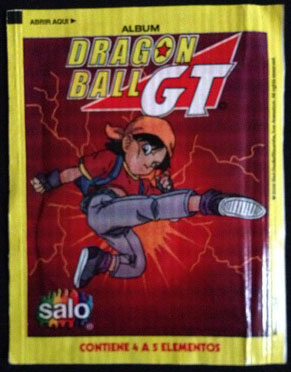 ABRIR AQUI ►
ALBUM
DRAGON
BALL GT
salo
®
CONTIENE 4 A 5 ELEMENTOS